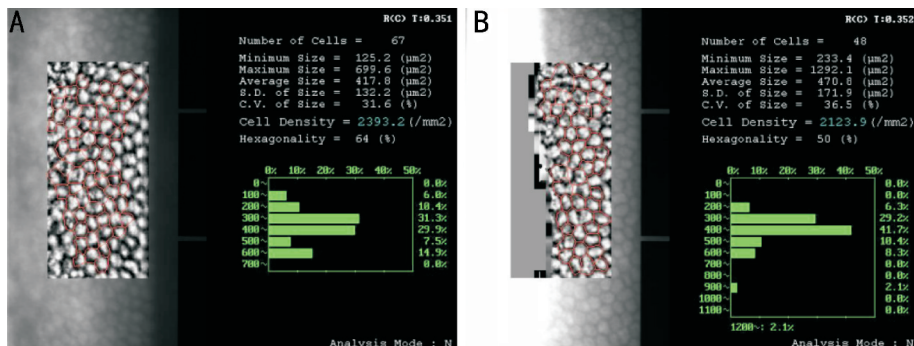 A
R(C) T:0.351
Number of Cells = 67
Minimum Size = 125.2 (µm2)
Maximum Size = 699.6 (µm2)
Average Size = 417.8 (µm2)
S.D. of Size = 132.2 (µm2)
C.V. of Size = 31.6 (%)
Cell Density = 2393.2(/mm2)
Hexagonality = 64 (%)
0% 10% 20% 30% 40% 50%
0~ 0.0%
100~ 6.0%
200~ 10.4%
300~ 31.3%
400~ 29.9%
500~ 7.5%
600~ 14.9%
700~ 0.0%
Analysis Mode : N
B
R(C) T:0.352
Number of Cells = 48
Minimum Size = 233.4 (µm2)
Maximum Size = 1292.1 (µm2)
Average Size = 470.8 (µm2)
S.D. of Size = 171.9 (µm2)
C.V. of Size = 36.5 (%)
Cell Density = 2123.9(/mm2)
Hexagonality = 50 (%)
0% 10% 20% 30% 40% 50%
0~ 0.0%
100~ 0.0%
200~ 6.3%
300~ 29.2%
400~ 41.7%
500~ 10.4%
600~ 8.3%
700~ 0.0%
800~ 0.0%
900~ 2.1%
1000~ 0.0%
1100~ 0.0%
1200~: 2.1%
Analysis Mode : N